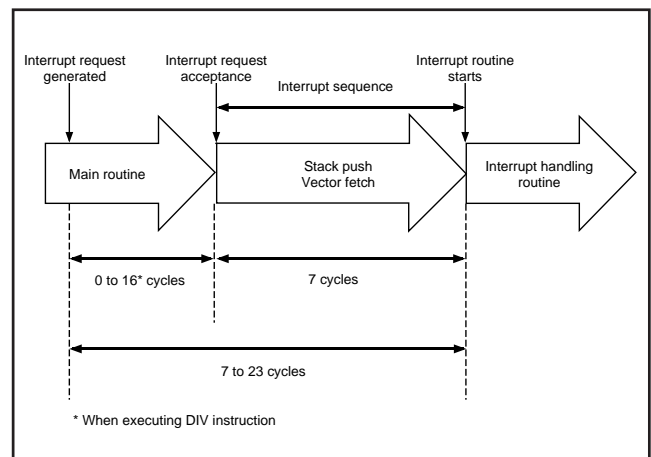 Interrupt request
generated
Interrupt request
acceptance
Interrupt routine
starts
Interrupt sequence
Main routine
Stack push
Vector fetch
Interrupt handling
routine
0 to 16* cycles
7 cycles
7 to 23 cycles
* When executing DIV instruction